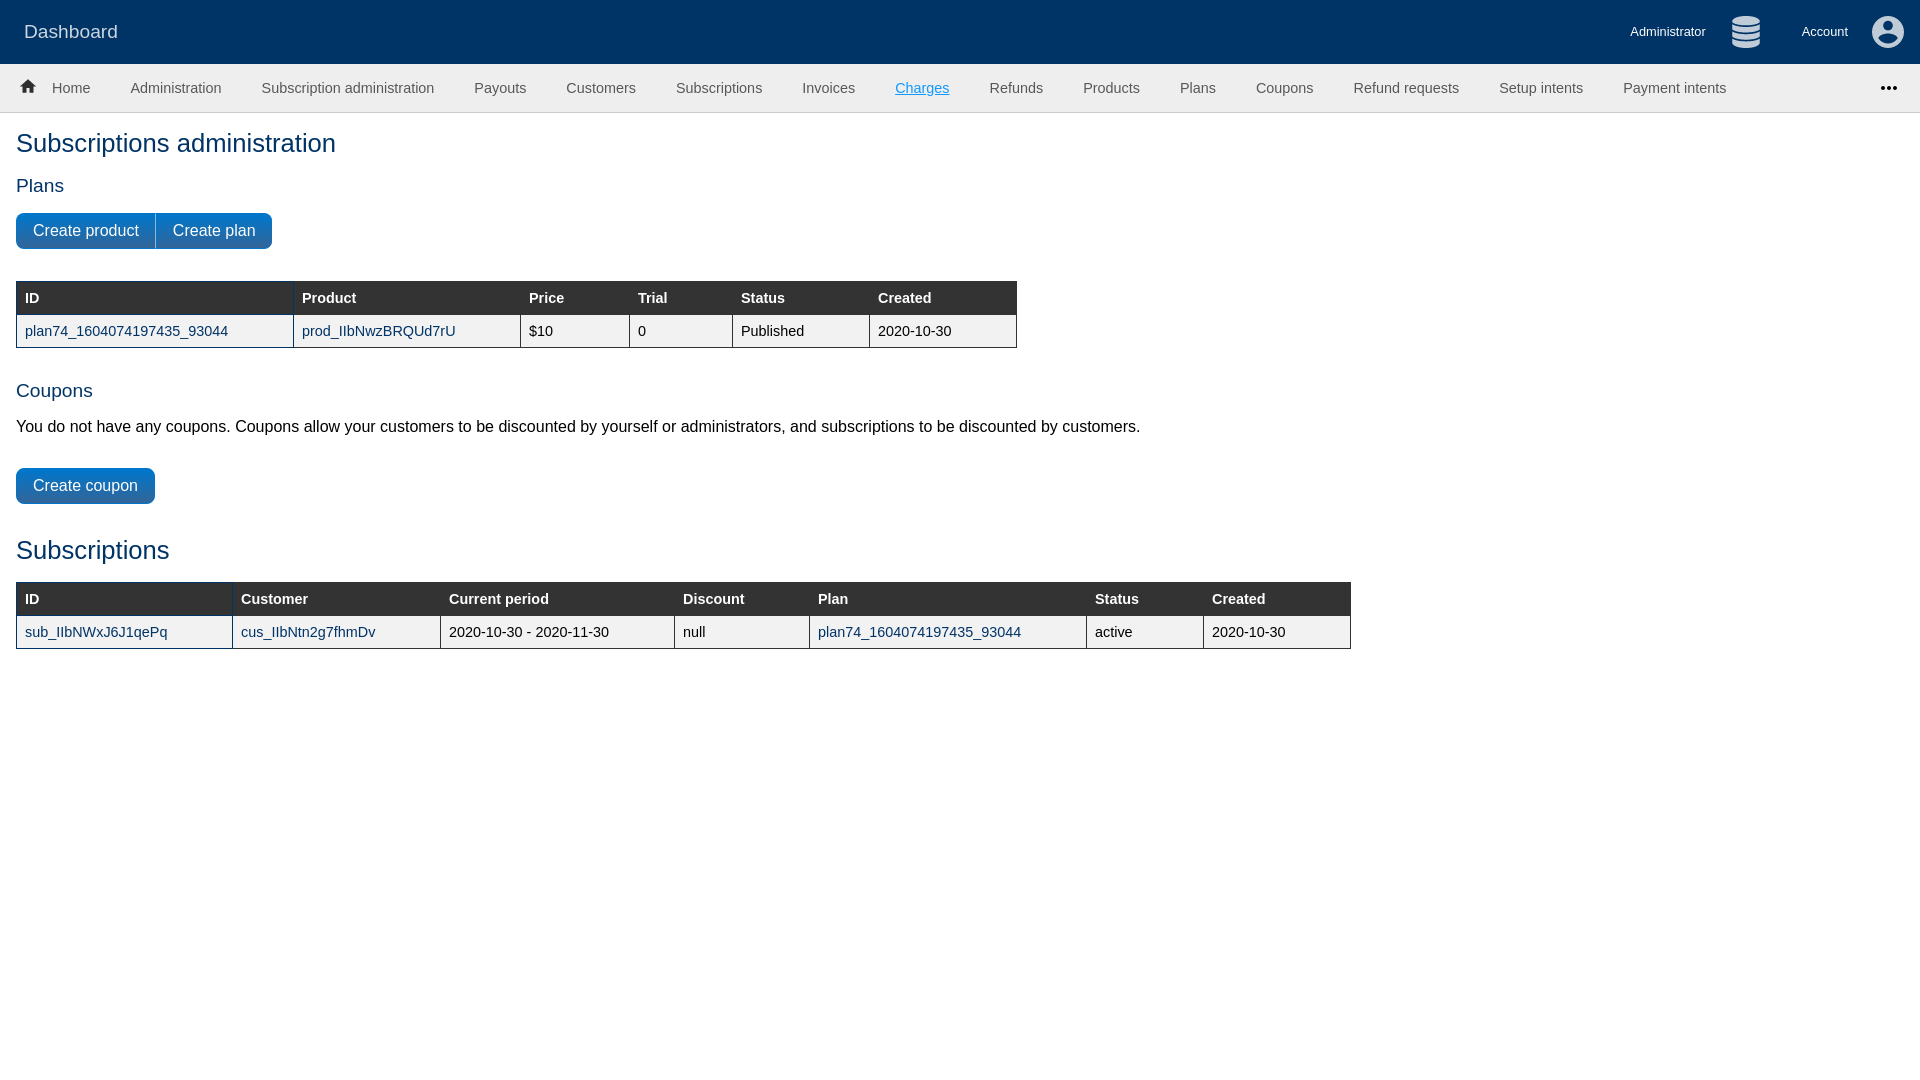 Dashboard
Administrator
Account
Home Administration Subscription administration Payouts Customers Subscriptions Invoices Charges Refunds Products Plans Coupons Refund requests Setup intents Payment intents
Subscriptions administration
Plans
Create product Create plan
ID Product Price Trial Status Created
plan74_1604074197435_93044 prod_IIbNwzBRQUd7rU $10 0 Published 2020-10-30
Coupons
You do not have any coupons. Coupons allow your customers to be discounted by yourself or administrators, and subscriptions to be discounted by customers.
Create coupon
Subscriptions
ID Customer Current period Discount Plan Status Created
sub_IIbNWxJ6J1qePq cus_IIbNtn2g7fhmDv 2020-10-30 - 2020-11-30 null plan74_1604074197435_93044 active 2020-10-30